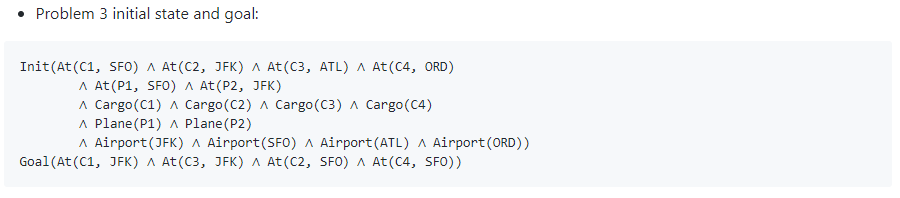 • Problem 3 initial state and goal:
Init(At(C1, SFO) ∧ At(C2, JFK) ∧ At(C3, ATL) ∧ At(C4, ORD)
∧ At(P1, SFO) ∧ At(P2, JFK)
∧ Cargo(C1) ∧ Cargo(C2) ∧ Cargo(C3) ∧ Cargo(C4)
∧ Plane(P1) ∧ Plane(P2)
∧ Airport(JFK) ∧ Airport(SFO) ∧ Airport(ATL) ∧ Airport(ORD))
Goal(At(C1, JFK) ∧ At(C3, JFK) ∧ At(C2, SFO) ∧ At(C4, SFO))